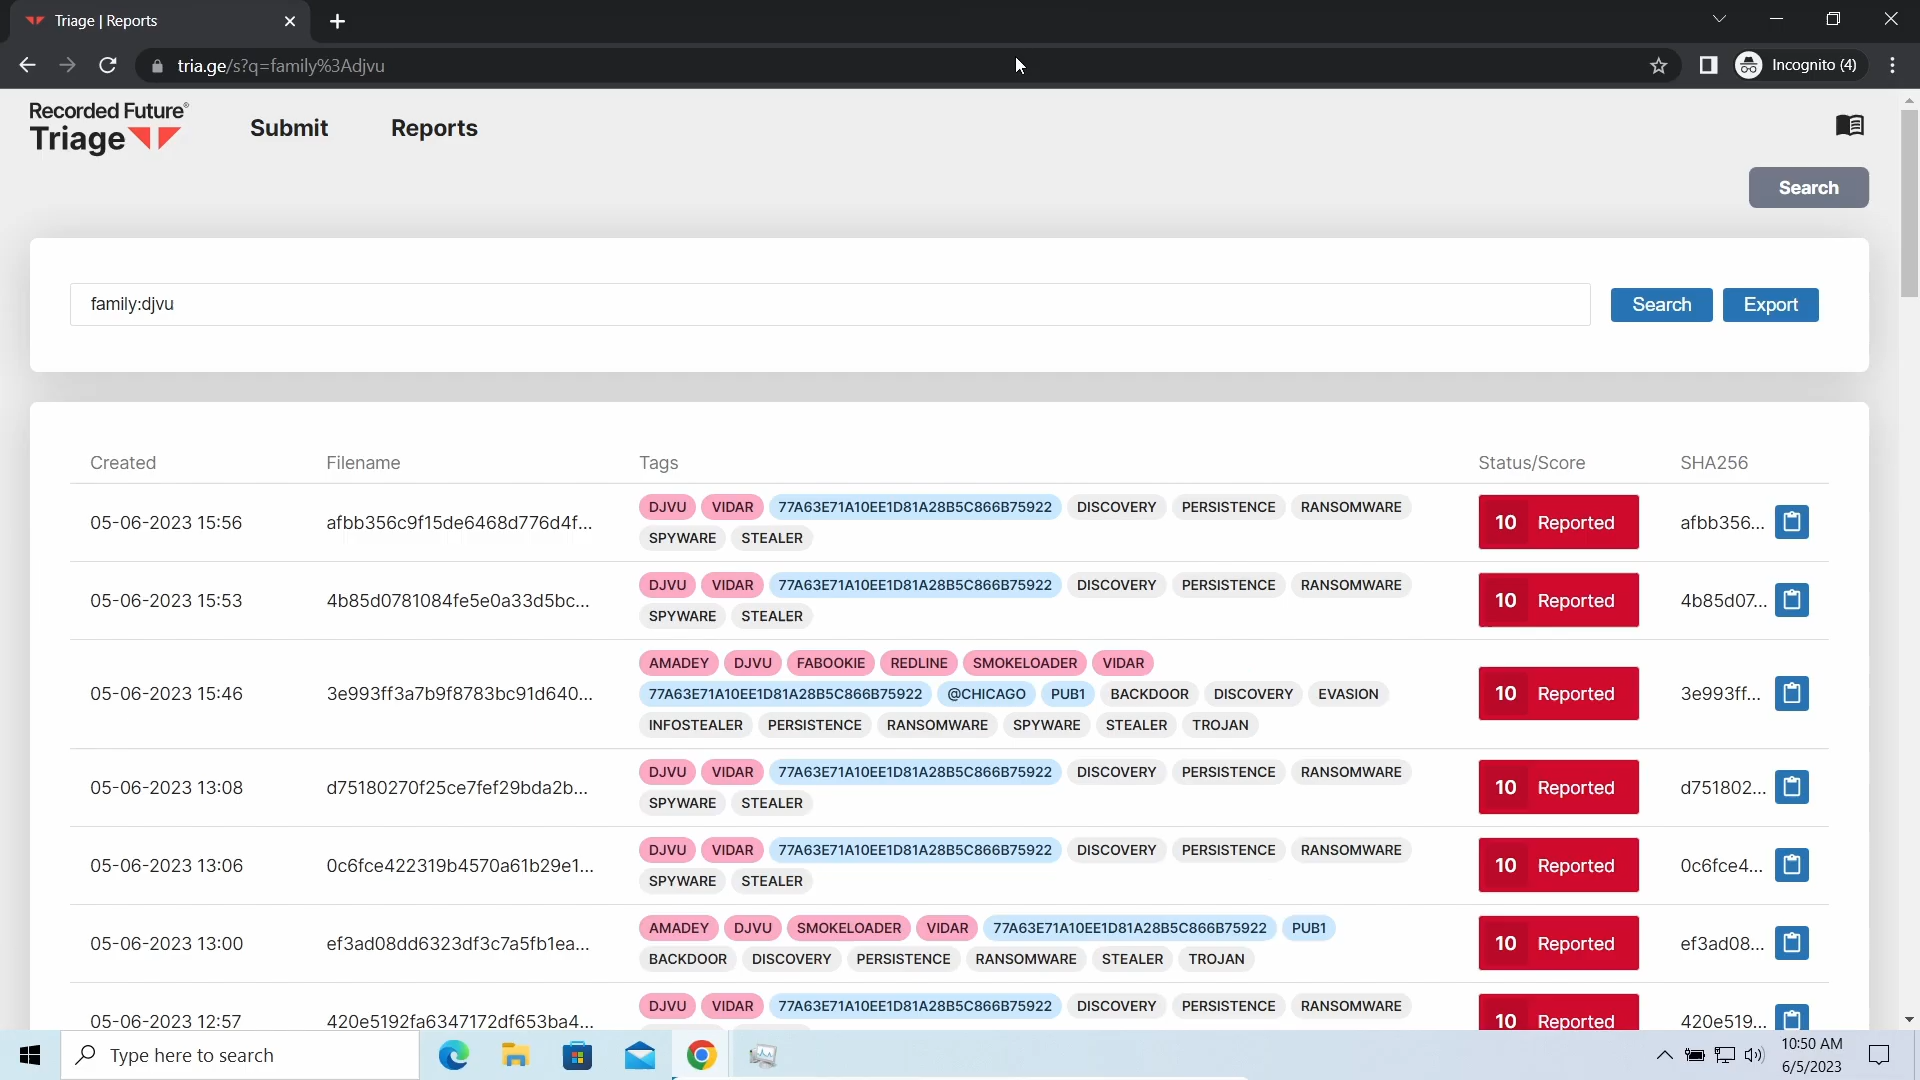 Triage | Reports
tria.ge/s?q=family%3Adjvu
Incognito (4)
Recorded Future®
Triage
Submit
Reports
Search
family:djvu
Search
Export
Created
Filename
Tags
Status/Score
SHA256
05-06-2023 15:56
afbb356c9f15de6468d776d4f...
DJVU VIDAR 77A63E71A10EE1D81A28B5C866B75922 DISCOVERY PERSISTENCE RANSOMWARE
SPYWARE STEALER
10 Reported
afbb356...
05-06-2023 15:53
4b85d0781084fe5e0a33d5bc...
DJVU VIDAR 77A63E71A10EE1D81A28B5C866B75922 DISCOVERY PERSISTENCE RANSOMWARE
SPYWARE STEALER
10 Reported
4b85d07...
05-06-2023 15:46
3e993ff3a7b9f8783bc91d640...
AMADEY DJVU FABOOKIE REDLINE SMOKELOADER VIDAR
77A63E71A10EE1D81A28B5C866B75922 @CHICAGO PUB1 BACKDOOR DISCOVERY EVASION
INFOSTEALER PERSISTENCE RANSOMWARE SPYWARE STEALER TROJAN
10 Reported
3e993ff...
05-06-2023 13:08
d75180270f25ce7fef29bda2b...
DJVU VIDAR 77A63E71A10EE1D81A28B5C866B75922 DISCOVERY PERSISTENCE RANSOMWARE
SPYWARE STEALER
10 Reported
d751802...
05-06-2023 13:06
0c6fce422319b4570a61b29e1...
DJVU VIDAR 77A63E71A10EE1D81A28B5C866B75922 DISCOVERY PERSISTENCE RANSOMWARE
SPYWARE STEALER
10 Reported
0c6fce4...
05-06-2023 13:00
ef3ad08dd6323df3c7a5fb1ea...
AMADEY DJVU SMOKELOADER VIDAR 77A63E71A10EE1D81A28B5C866B75922 PUB1
BACKDOOR DISCOVERY PERSISTENCE RANSOMWARE STEALER TROJAN
10 Reported
ef3ad08...
05-06-2023 12:57
420e5192fa6347172df653ba4...
DJVU VIDAR 77A63E71A10EE1D81A28B5C866B75922 DISCOVERY PERSISTENCE RANSOMWARE
10 Reported
420e519...
Type here to search
10:50 AM
6/5/2023